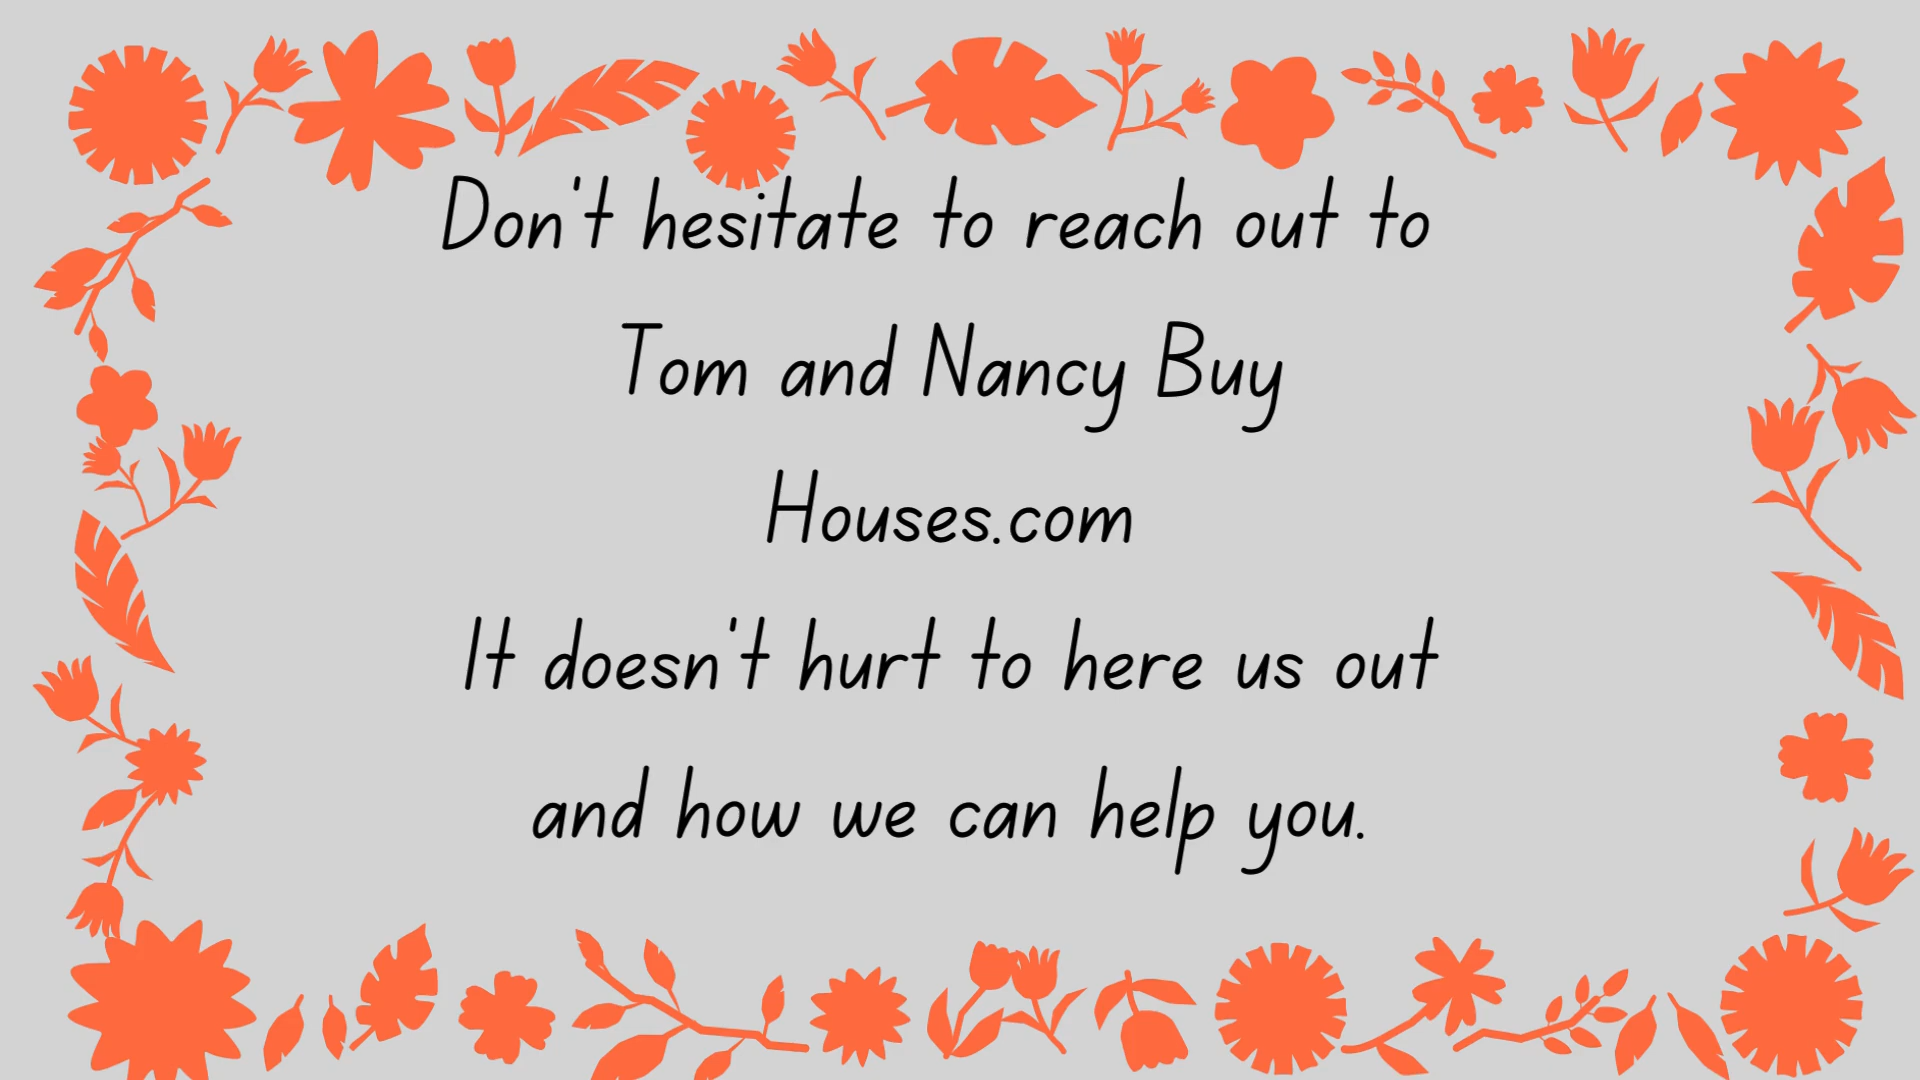 Don't hesitate to reach out to
Tom and Nancy Buy
Houses.com
It doesn't hurt to here us out
and how we can help you.